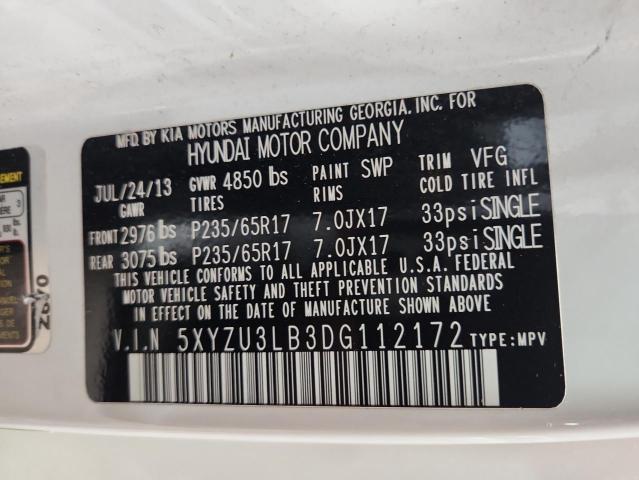 MFD.BY KIA MOTORS MANUFACTURING GEORGIA, INC. FOR
HYUNDAI MOTOR COMPANY
JUL/24/13 GVWR 4850 lbs PAINT SWP TRIM VFG
GAWR TIRES RIMS COLD TIRE INFL
FRONT 2976 lbs P235/65R17 7.0JX17 33psi SINGLE
REAR 3075 lbs P235/65R17 7.0JX17 33psi SINGLE
THIS VEHICLE CONFORMS TO ALL APPLICABLE U.S.A. FEDERAL
MOTOR VEHICLE SAFETY AND THEFT PREVENTION STANDARDS
IN EFFECT ON THE DATE OF MANUFACTURE SHOWN ABOVE.
V.I.N 5XYZU3LB3DG112172 TYPE:MPV